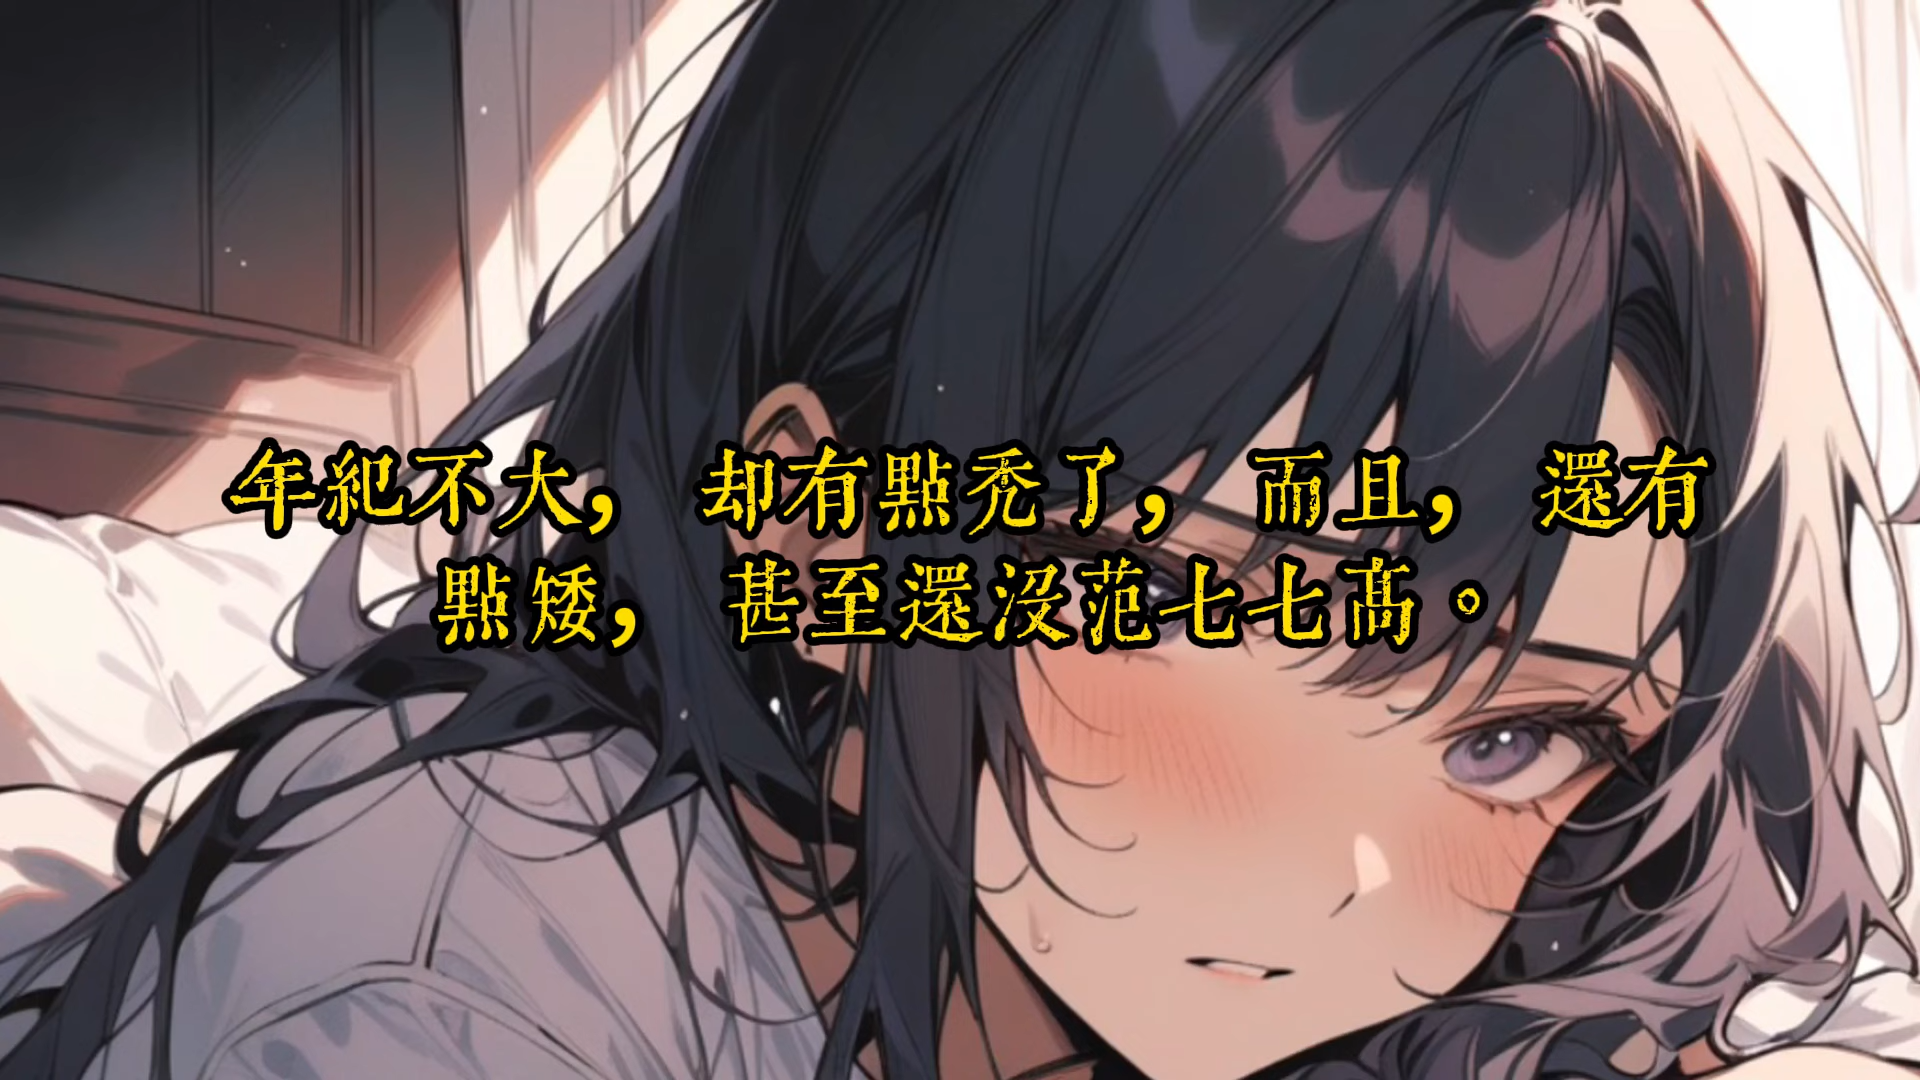 年紀不大， 却有點禿了， 而且， 還有
點矮， 甚至還沒范七七高。